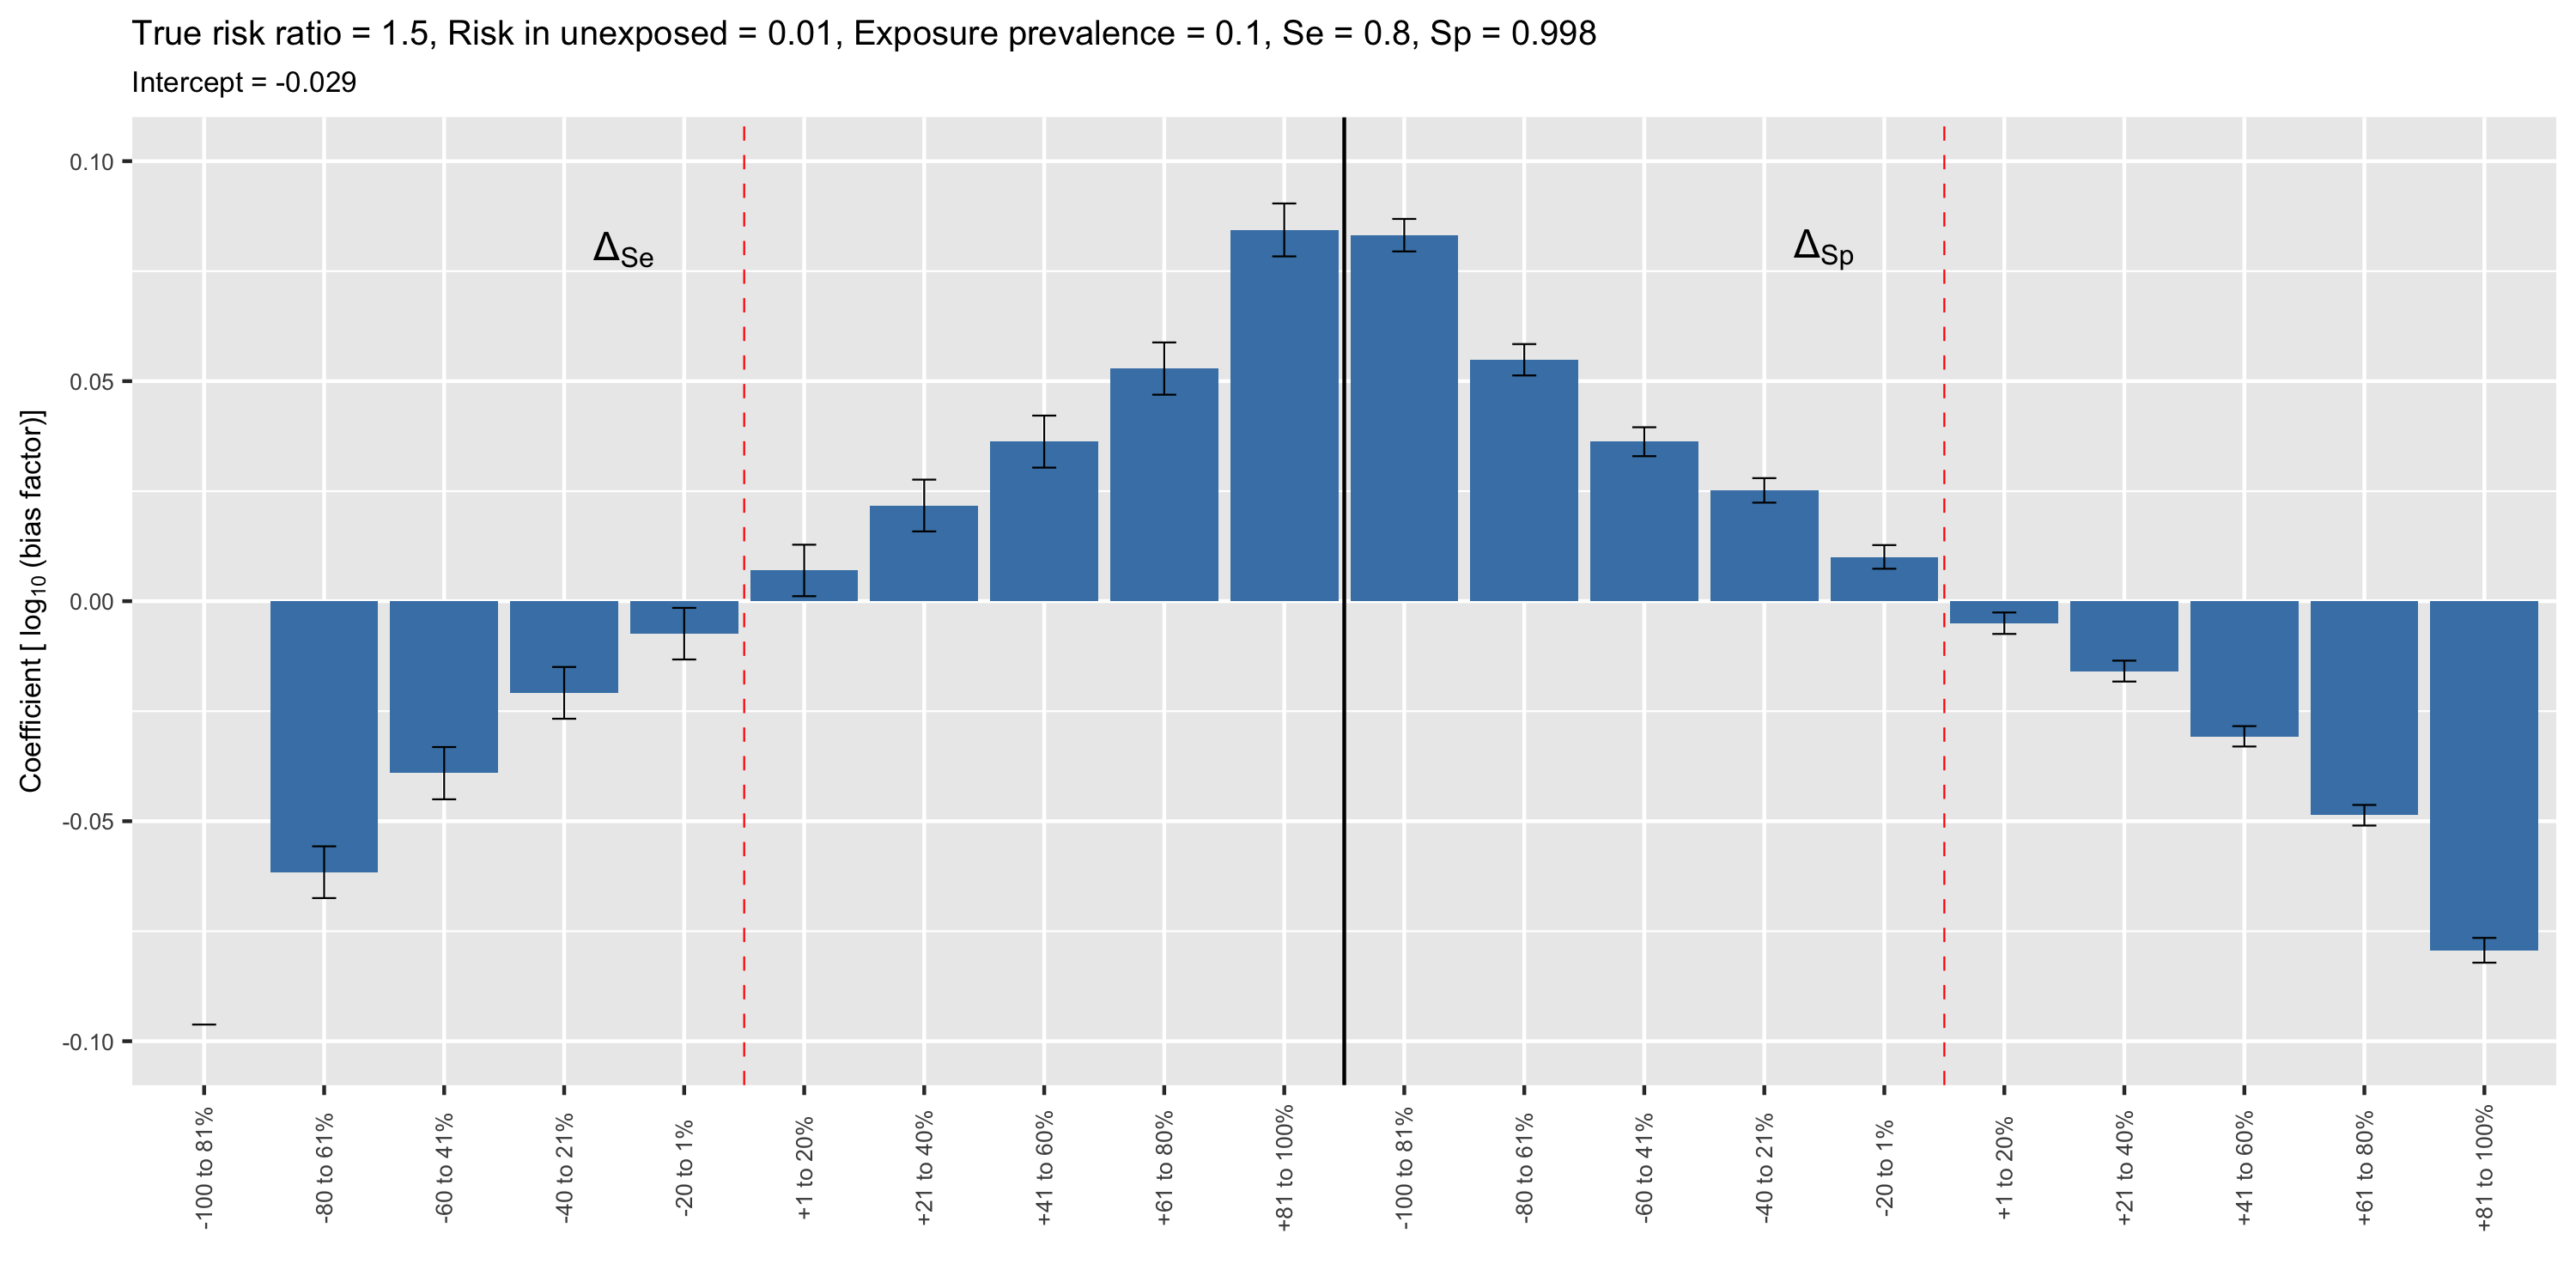 True risk ratio = 1.5, Risk in unexposed = 0.01, Exposure prevalence = 0.1, Se = 0.8, Sp = 0.998
Intercept = -0.029
Coefficient [ log₁₀ (bias factor)]
0.10
0.05
0.00
-0.05
-0.10
Δ Se
Δ Sp
-100 to 81%
-80 to 61%
-60 to 41%
-40 to 21%
-20 to 1%
+1 to 20%
+21 to 40%
+41 to 60%
+61 to 80%
+81 to 100%
-100 to 81%
-80 to 61%
-60 to 41%
-40 to 21%
-20 to 1%
+1 to 20%
+21 to 40%
+41 to 60%
+61 to 80%
+81 to 100%